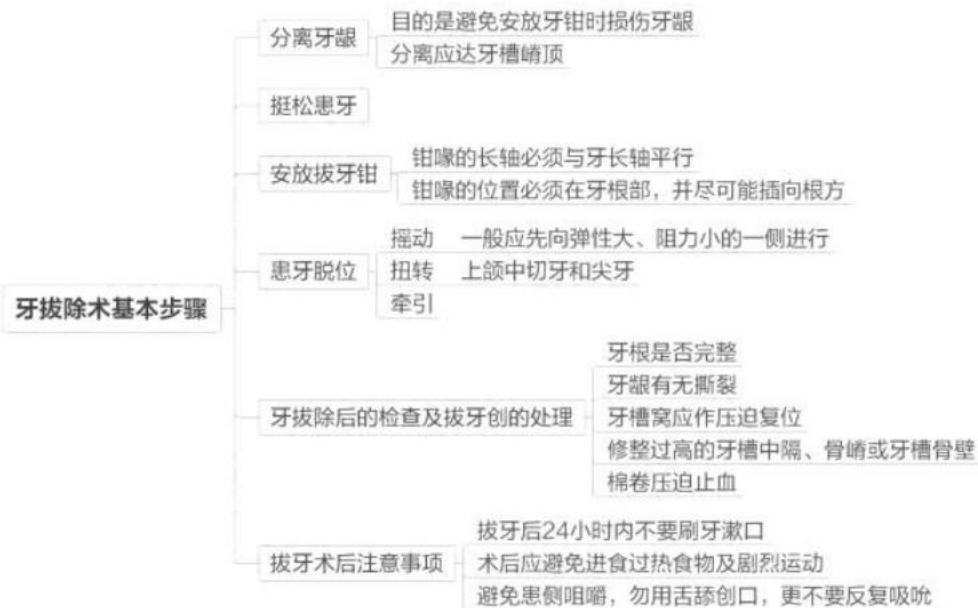 牙拔除术基本步骤
分离牙龈
目的是避免安放牙钳时损伤牙龈
分离应达牙槽嵴顶
挺松患牙
安放拔牙钳
钳喙的长轴必须与牙长轴平行
钳喙的位置必须在牙根部，并尽可能插向根方
患牙脱位
摇动 一般应先向弹性大、阻力小的一侧进行
扭转 上颌中切牙和尖牙
牵引
牙拔除后的检查及拔牙创的处理
牙根是否完整
牙龈有无撕裂
牙槽窝应作压迫复位
修整过高的牙槽中隔、骨嵴或牙槽骨壁
棉卷压迫止血
拔牙术后注意事项
拔牙后24小时内不要刷牙漱口
术后应避免进食过热食物及剧烈运动
避免患侧咀嚼，勿用舌舔创口，更不要反复吸吮